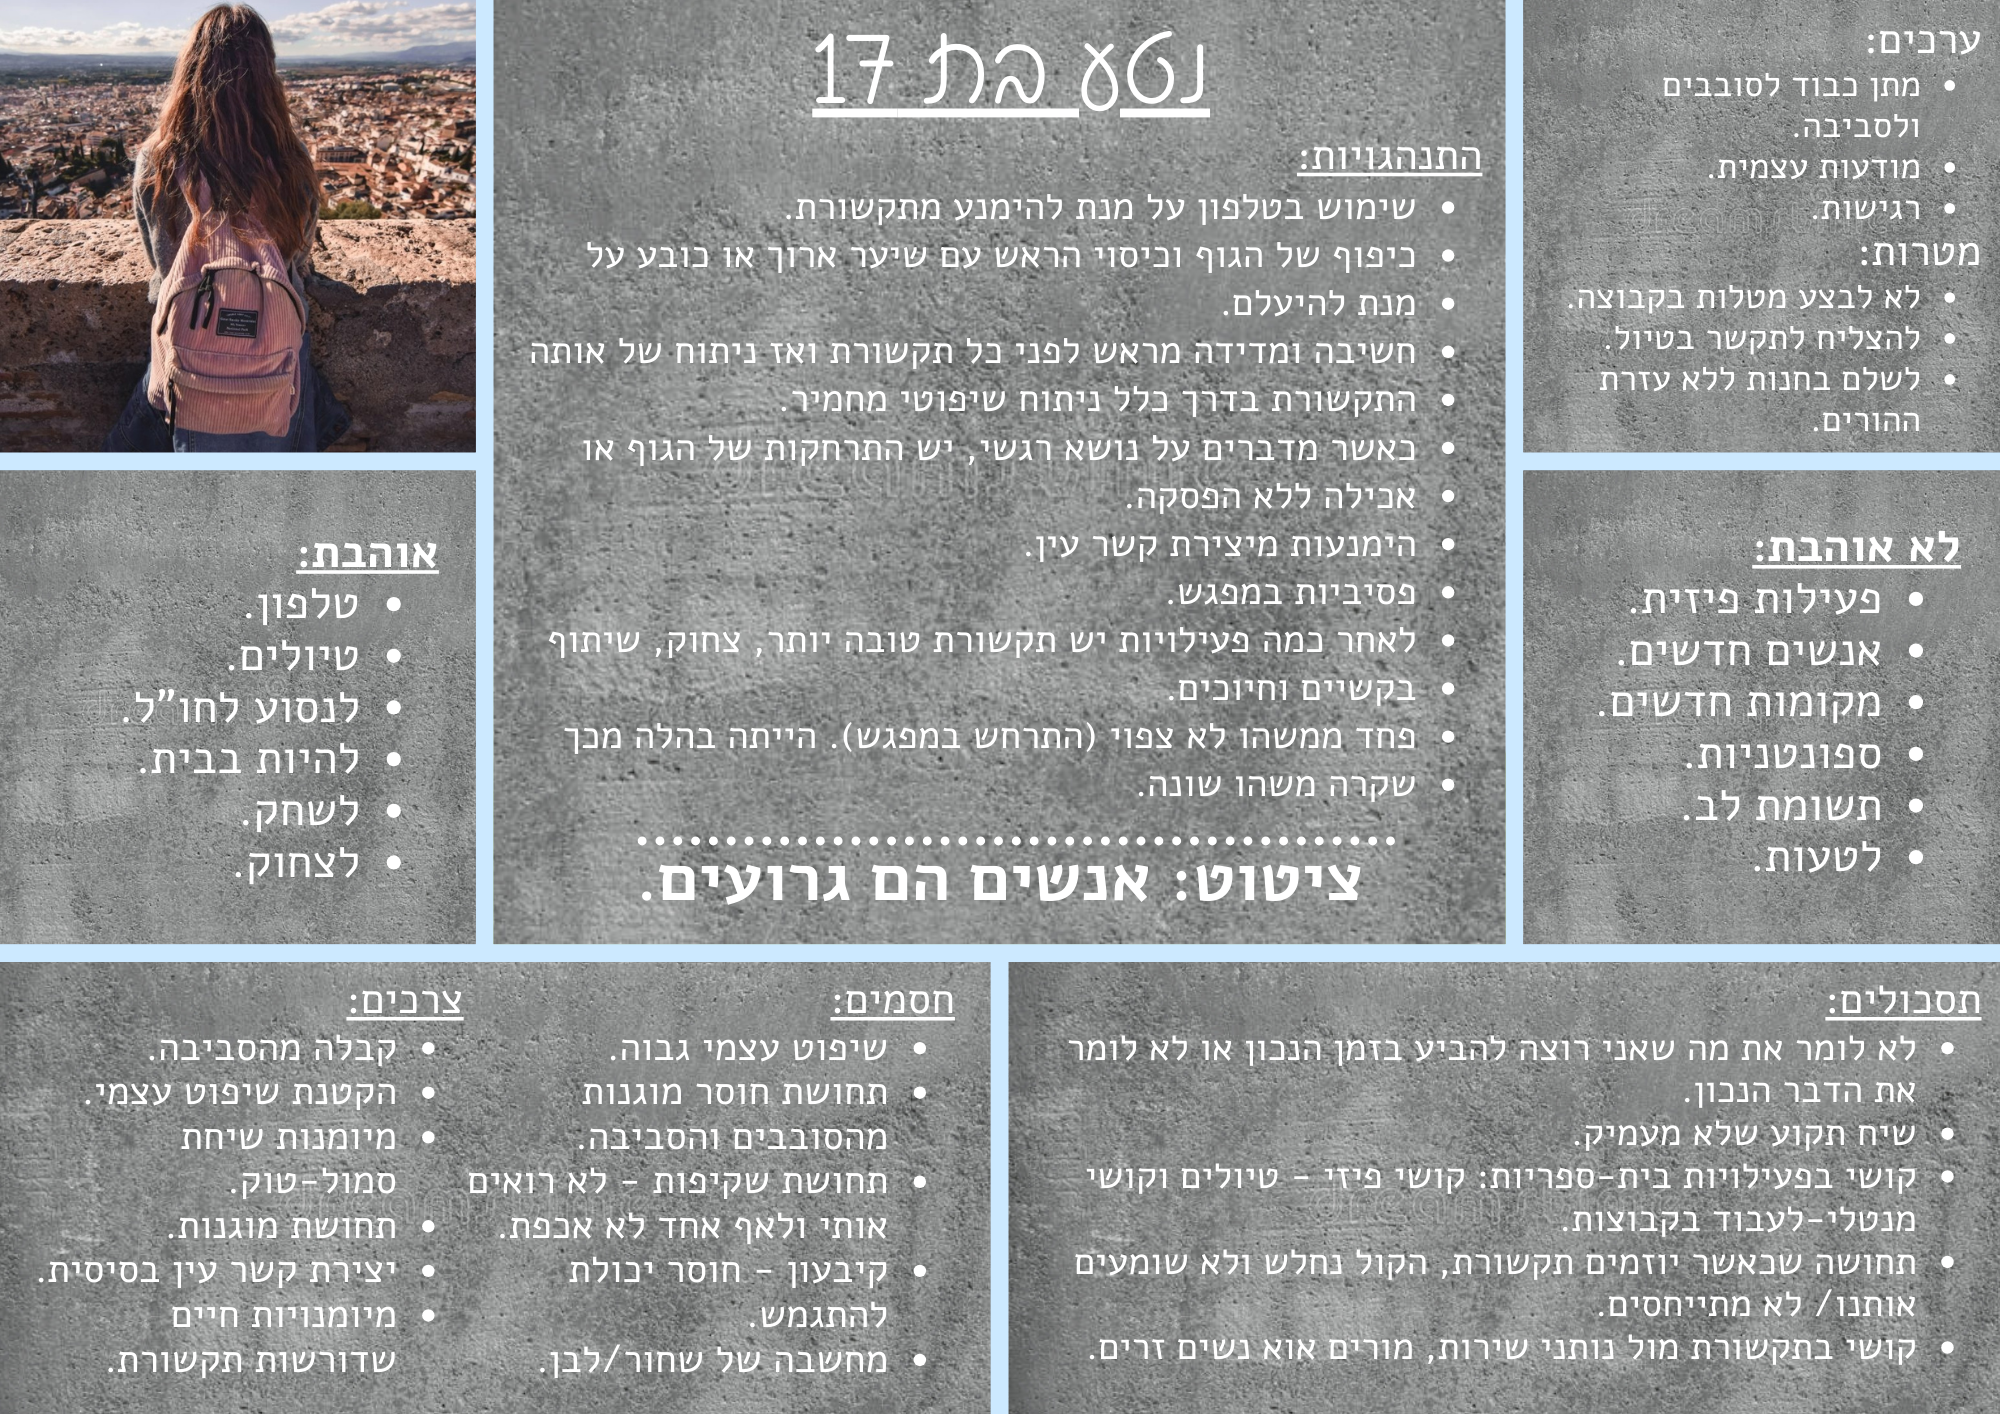 נטע בת 17
התנהגויות:
שימוש בטלפון על מנת להימנע מתקשורת.
כיפוף של הגוף וכיסוי הראש עם שיער ארוך או כובע על
מנת להיעלם.
חשיבה ומדידה מראש לפני כל תקשורת ואז ניתוח של אותה
התקשורת בדרך כלל ניתוח שיפוטי מחמיר.
כאשר מדברים על נושא רגשי, יש התרחקות של הגוף או
אכילה ללא הפסקה.
הימנעות מיצירת קשר עין.
פסיביות במפגש.
לאחר כמה פעילויות יש תקשורת טובה יותר, צחוק, שיתוף
בקשיים וחיוכים.
פחד ממשהו לא צפוי (התרחש במפגש). הייתה בהלה מכך
שקרה משהו שונה.
ציטוט: אנשים הם גרועים.
ערכים:
מתן כבוד לסובבים
ולסביבה.
מודעות עצמית.
רגישות.
מטרות:
לא לבצע מטלות בקבוצה.
להצליח לתקשר בטיול.
לשלם בחנות ללא עזרת
ההורים.
לא אוהבת:
פעילות פיזית.
אנשים חדשים.
מקומות חדשים.
ספונטניות.
תשומת לב.
לטעות.
אוהבת:
טלפון.
טיולים.
לנסוע לחו"ל.
להיות בבית.
לשחק.
לצחוק.
תסכולים:
לא לומר את מה שאני רוצה להביע בזמן הנכון או לא לומר
את הדבר הנכון.
שיח תקוע שלא מעמיק.
קושי בפעילויות בית-ספריות: קושי פיזי - טיולים וקושי
מנטלי-לעבוד בקבוצות.
תחושה שכאשר יוזמים תקשורת, הקול נחלש ולא שומעים
אותנו/ לא מתייחסים.
קושי בתקשורת מול נותני שירות, מורים אוא נשים זרים.
חסמים:
שיפוט עצמי גבוה.
תחושת חוסר מוגנות
מהסובבים והסביבה.
תחושת שקיפות - לא רואים
אותי ולאף אחד לא אכפת.
קיבעון - חוסר יכולת
להתגמש.
מחשבה של שחור/לבן.
צרכים:
קבלה מהסביבה.
הקטנת שיפוט עצמי.
מיומנות שיחת
סמול-טוק.
תחושת מוגנות.
יצירת קשר עין בסיסית.
מיומנויות חיים
שדורשות תקשורת.